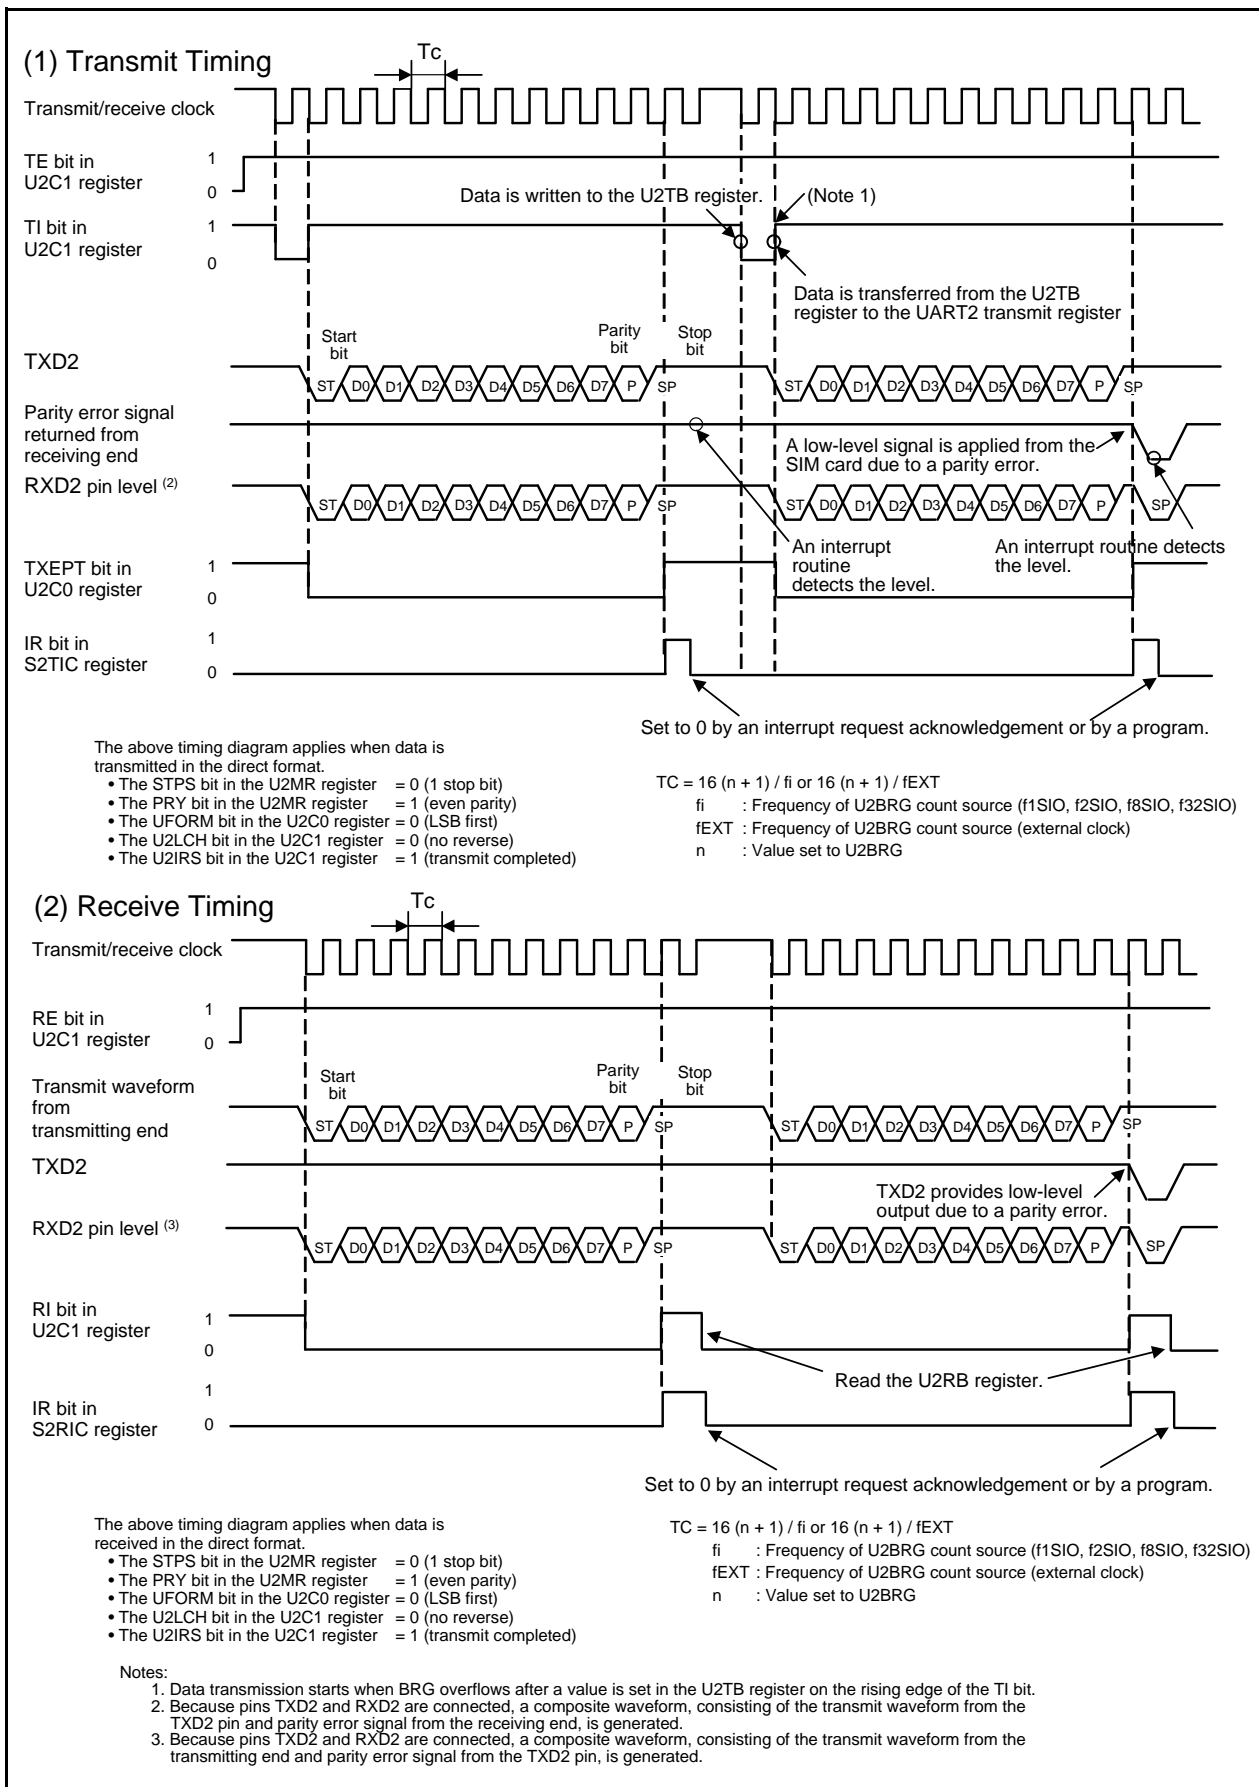 (1) Transmit Timing
Tc
Transmit/receive clock
TE bit in
U2C1 register
1
0
Data is written to the U2TB register.
(Note 1)
TI bit in
U2C1 register
1
0
Data is transferred from the U2TB
register to the UART2 transmit register
Start
bit
Parity
bit
Stop
bit
TXD2
ST D0 D1 D2 D3 D4 D5 D6 D7 P SP
ST D0 D1 D2 D3 D4 D5 D6 D7 P SP
Parity error signal
returned from
receiving end
A low-level signal is applied from the
SIM card due to a parity error.
RXD2 pin level (2)
ST D0 D1 D2 D3 D4 D5 D6 D7 P SP
ST D0 D1 D2 D3 D4 D5 D6 D7 P SP
An interrupt
routine
detects the level.
An interrupt routine detects
the level.
TXEPT bit in
U2C0 register
1
0
IR bit in
S2TIC register
1
0
Set to 0 by an interrupt request acknowledgement or by a program.
The above timing diagram applies when data is
transmitted in the direct format.
• The STPS bit in the U2MR register = 0 (1 stop bit)
• The PRY bit in the U2MR register = 1 (even parity)
• The UFORM bit in the U2C0 register = 0 (LSB first)
• The U2LCH bit in the U2C1 register = 0 (no reverse)
• The U2IRS bit in the U2C1 register = 1 (transmit completed)
TC = 16 (n + 1) / fi or 16 (n + 1) / fEXT
fi : Frequency of U2BRG count source (f1SIO, f2SIO, f8SIO, f32SIO)
fEXT : Frequency of U2BRG count source (external clock)
n : Value set to U2BRG
(2) Receive Timing
Tc
Transmit/receive clock
RE bit in
U2C1 register
1
0
Start
bit
Parity
bit
Stop
bit
Transmit waveform
from
transmitting end
ST D0 D1 D2 D3 D4 D5 D6 D7 P SP
ST D0 D1 D2 D3 D4 D5 D6 D7 P SP
TXD2
TXD2 provides low-level
output due to a parity error.
RXD2 pin level (3)
ST D0 D1 D2 D3 D4 D5 D6 D7 P SP
ST D0 D1 D2 D3 D4 D5 D6 D7 P SP
RI bit in
U2C1 register
1
0
Read the U2RB register.
IR bit in
S2RIC register
1
0
Set to 0 by an interrupt request acknowledgement or by a program.
The above timing diagram applies when data is
received in the direct format.
• The STPS bit in the U2MR register = 0 (1 stop bit)
• The PRY bit in the U2MR register = 1 (even parity)
• The UFORM bit in the U2C0 register = 0 (LSB first)
• The U2LCH bit in the U2C1 register = 0 (no reverse)
• The U2IRS bit in the U2C1 register = 1 (transmit completed)
TC = 16 (n + 1) / fi or 16 (n + 1) / fEXT
fi : Frequency of U2BRG count source (f1SIO, f2SIO, f8SIO, f32SIO)
fEXT : Frequency of U2BRG count source (external clock)
n : Value set to U2BRG
Notes:
1. Data transmission starts when BRG overflows after a value is set in the U2TB register on the rising edge of the TI bit.
2. Because pins TXD2 and RXD2 are connected, a composite waveform, consisting of the transmit waveform from the
TXD2 pin and parity error signal from the receiving end, is generated.
3. Because pins TXD2 and RXD2 are connected, a composite waveform, consisting of the transmit waveform from the
transmitting end and parity error signal from the TXD2 pin, is generated.